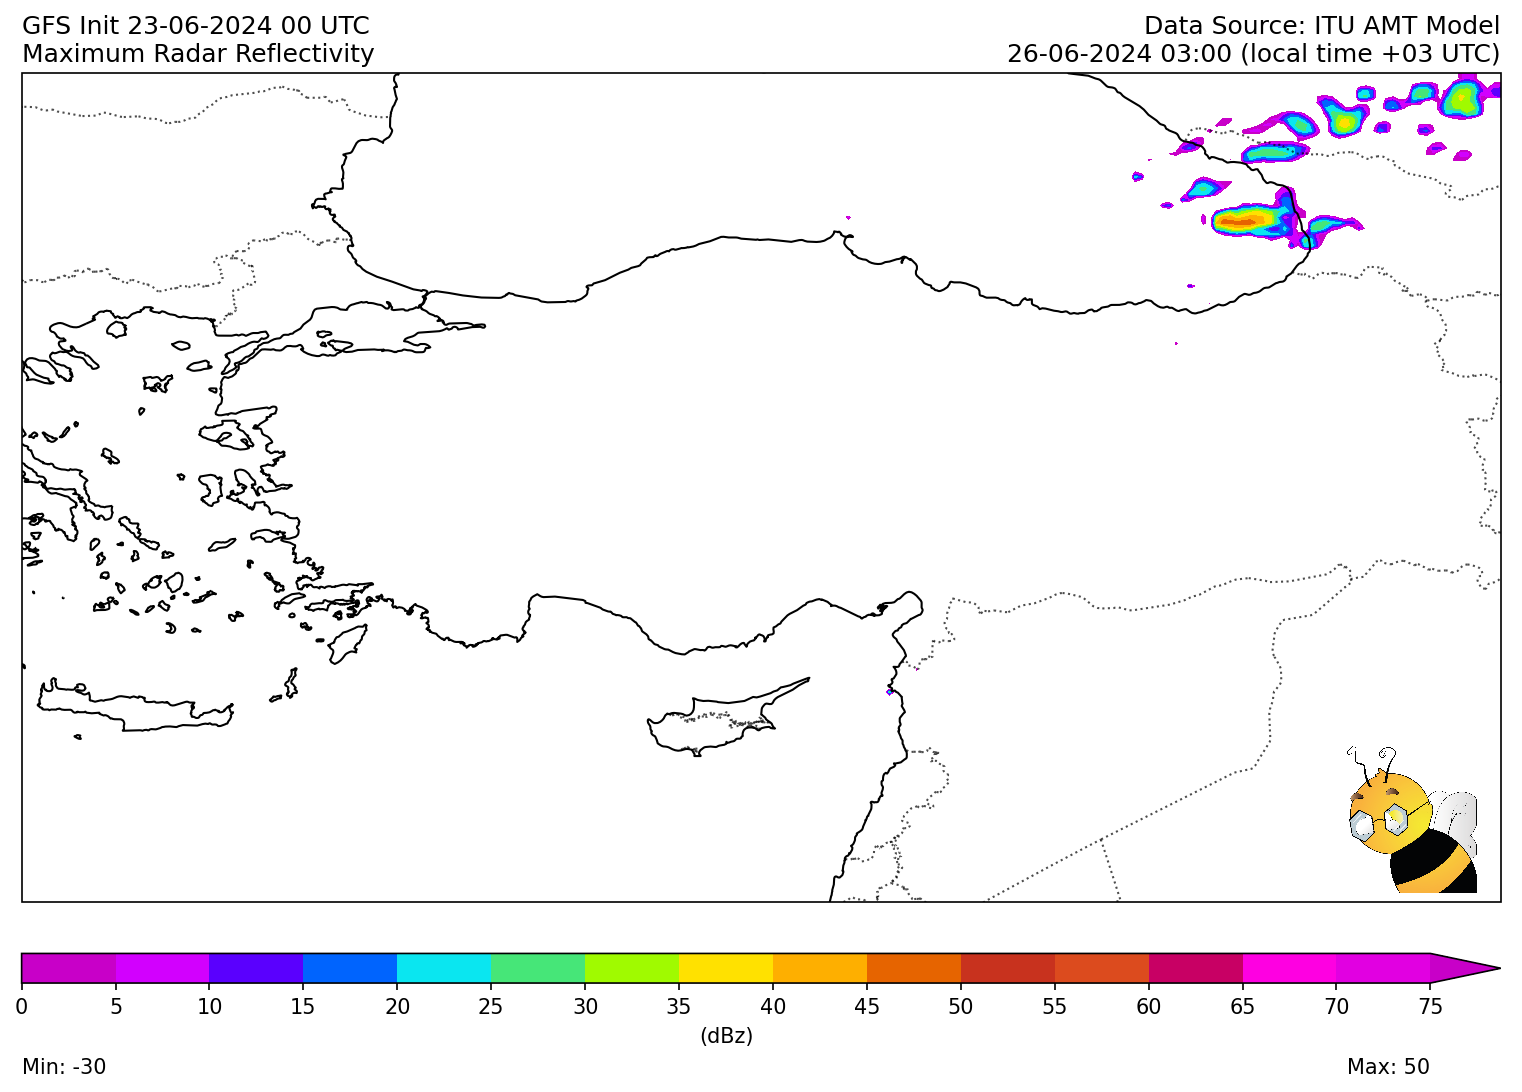 GFS Init 23-06-2024 00 UTC
Data Source: ITU AMT Model
Maximum Radar Reflectivity
26-06-2024 03:00 (local time +03 UTC)
0 5 10 15 20 25 30 35 40 45 50 55 60 65 70 75
(dBz)
Min: -30
Max: 50